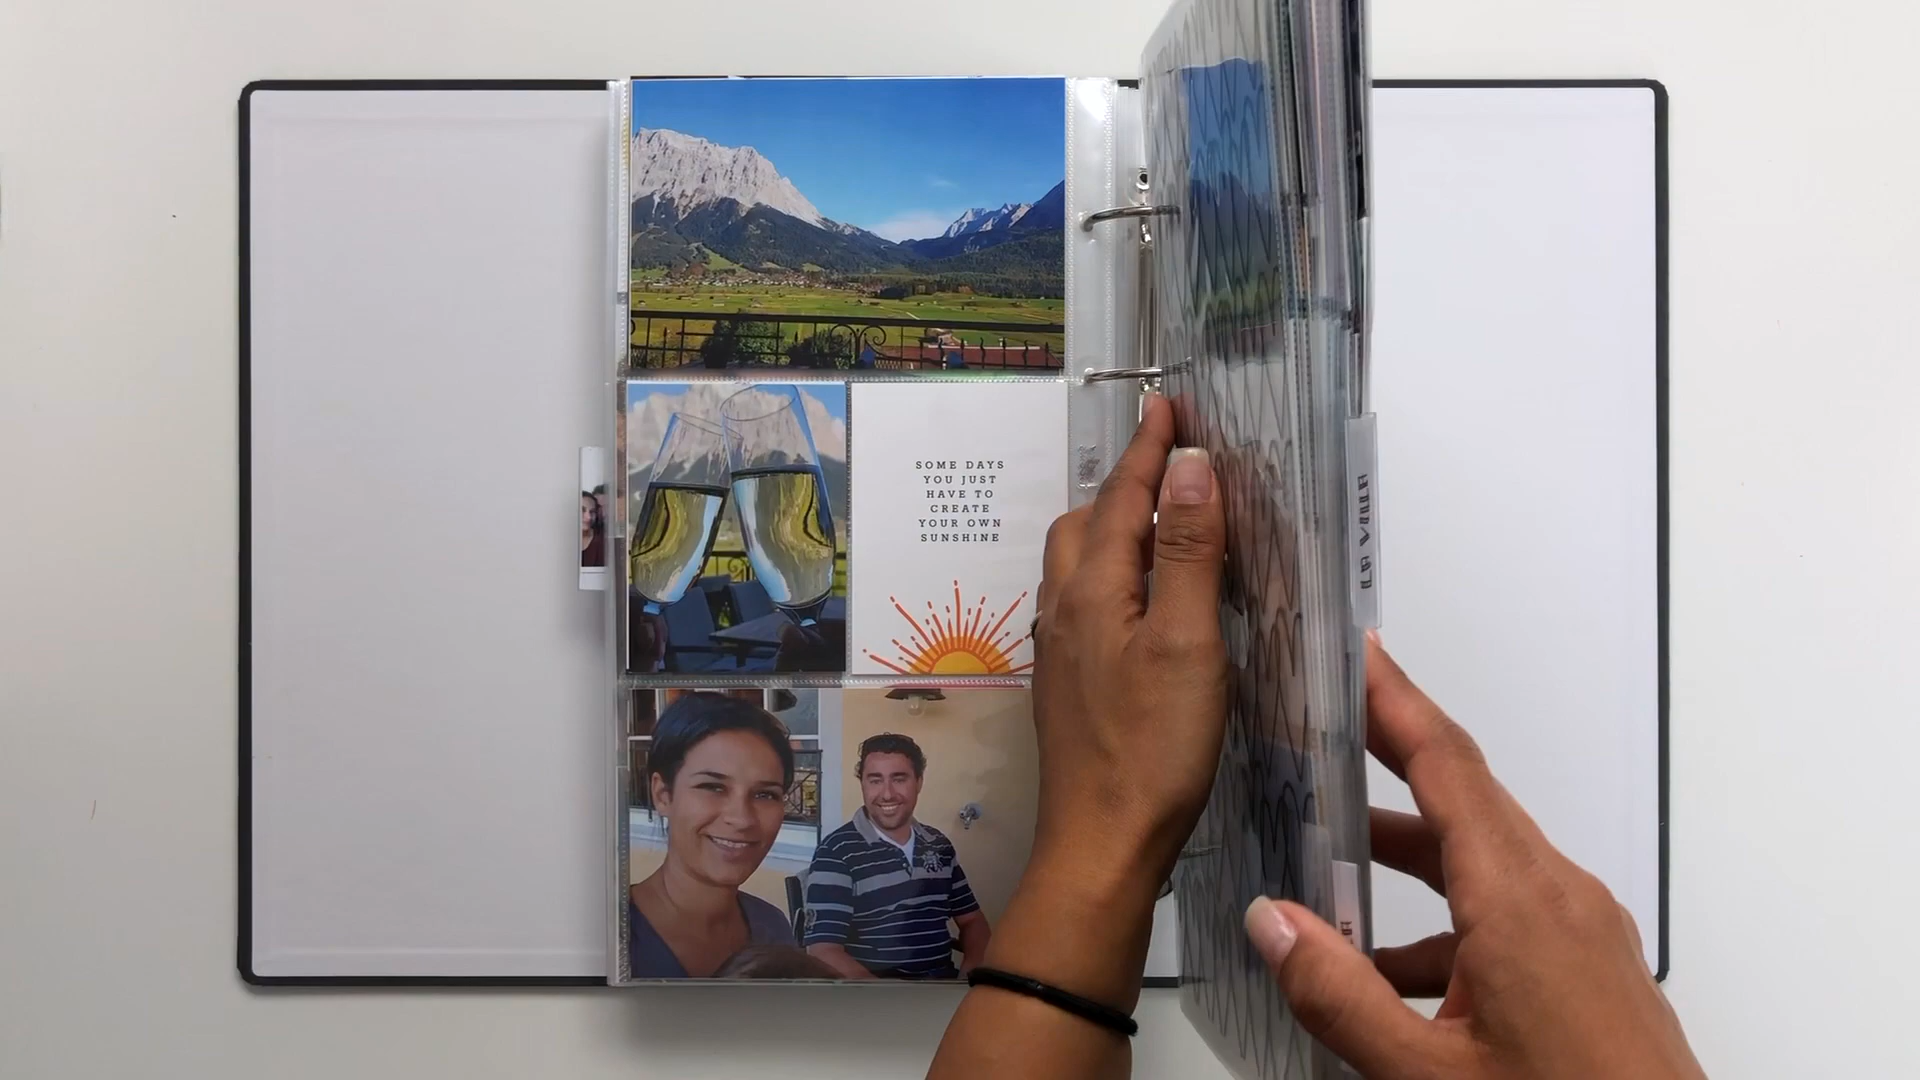 SOME DAYS
YOU JUST
HAVE TO
CREATE
YOUR OWN
SUNSHINE